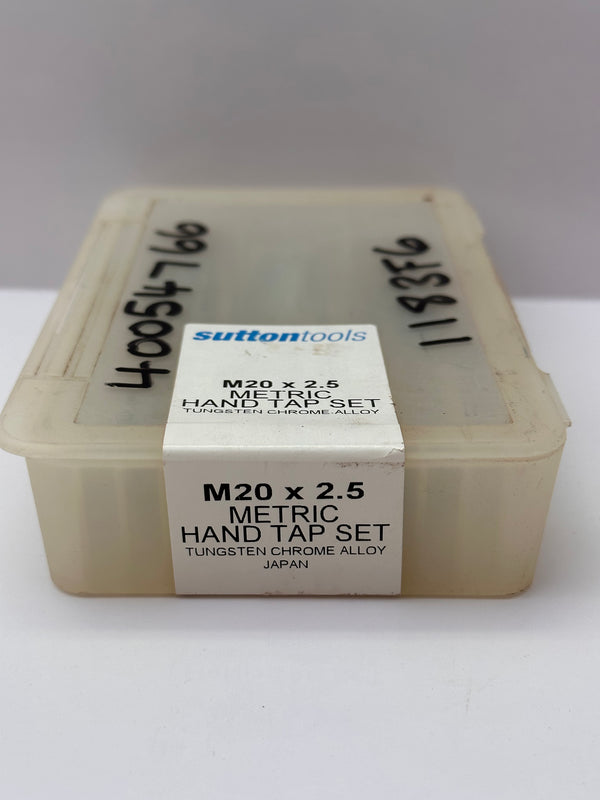 40054766
1183F6
suttontools
M20 x 2.5
METRIC
HAND TAP SET
TUNGSTEN CHROME ALLOY
M20 x 2.5
METRIC
HAND TAP SET
TUNGSTEN CHROME ALLOY
JAPAN